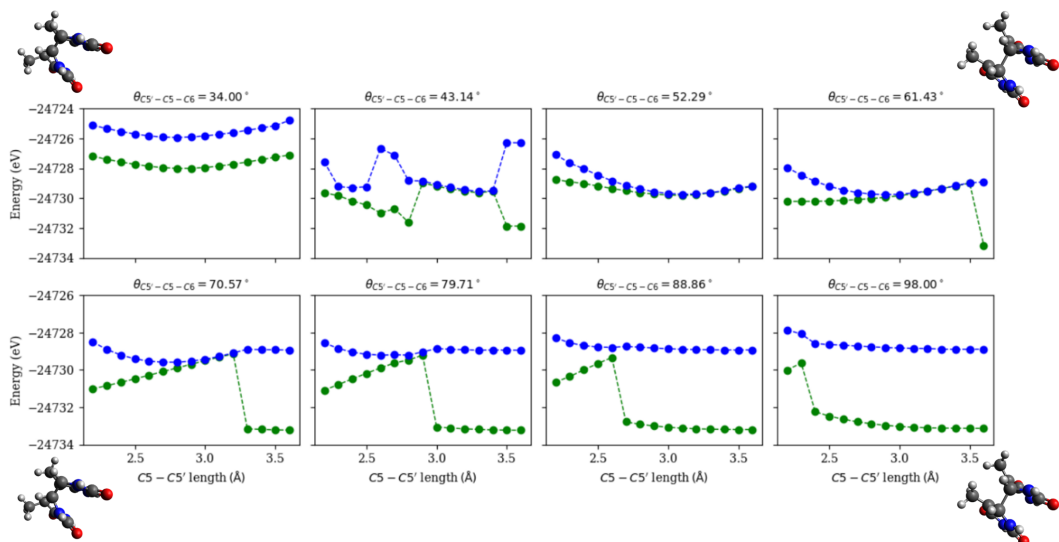 θC5′−C5−C6 = 34.00°
θC5′−C5−C6 = 43.14°
θC5′−C5−C6 = 52.29°
θC5′−C5−C6 = 61.43°
Energy (eV)
−24724
−24726
−24728
−24730
−24732
−24734
θC5′−C5−C6 = 70.57°
θC5′−C5−C6 = 79.71°
θC5′−C5−C6 = 88.86°
θC5′−C5−C6 = 98.00°
Energy (eV)
−24726
−24728
−24730
−24732
−24734
2.5 3.0 3.5
2.5 3.0 3.5
2.5 3.0 3.5
2.5 3.0 3.5
C5 − C5′ length (Å)
C5 − C5′ length (Å)
C5 − C5′ length (Å)
C5 − C5′ length (Å)